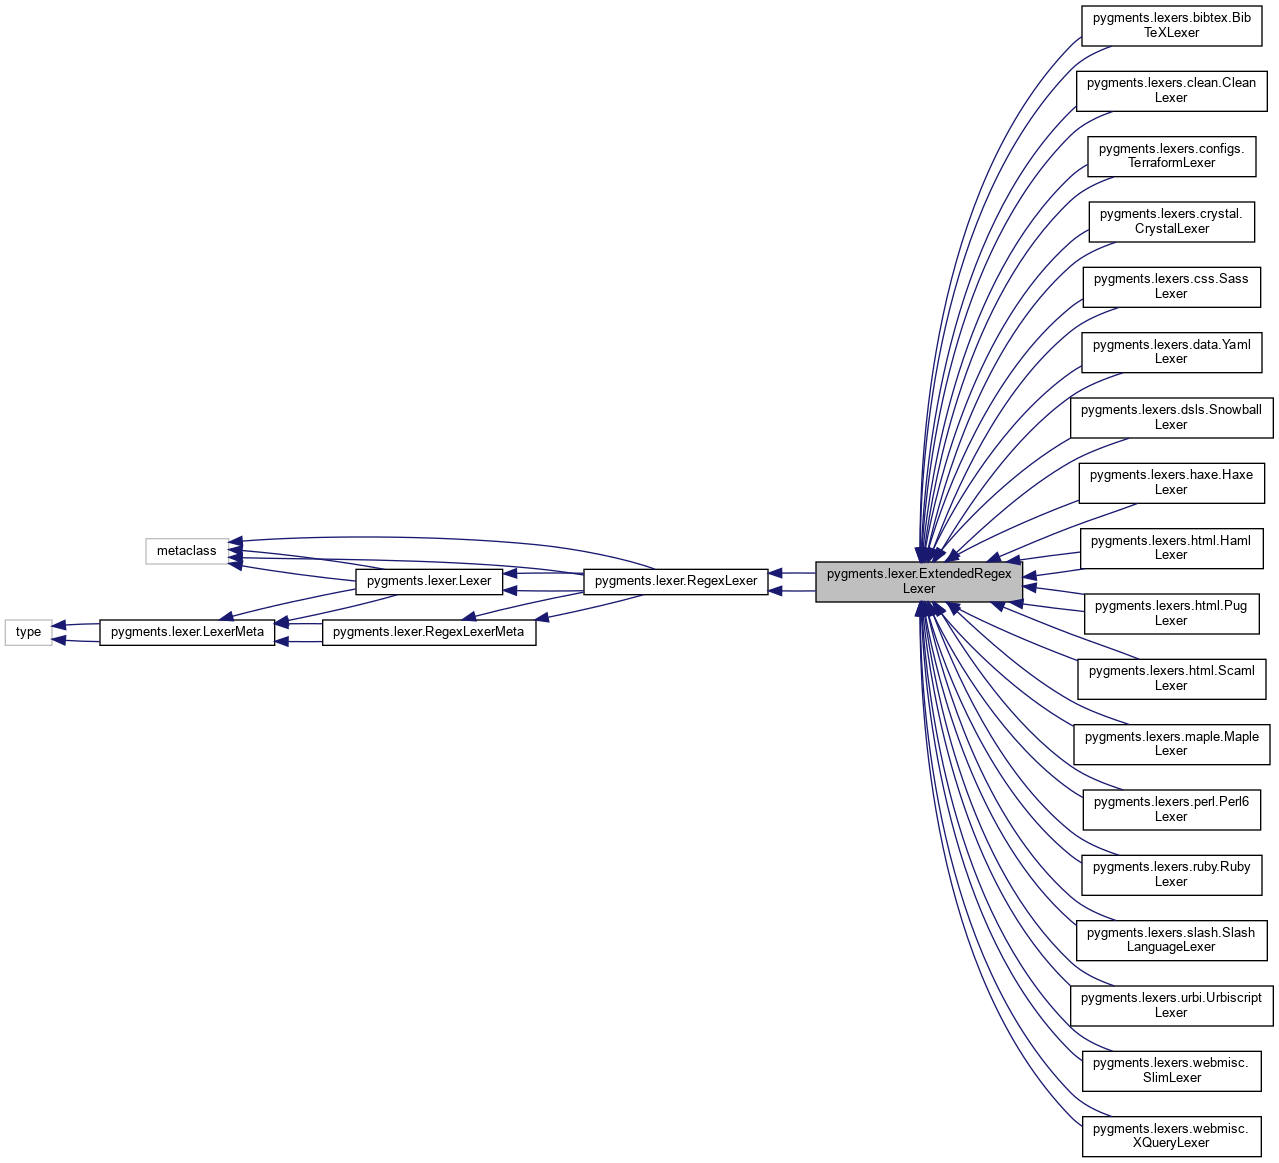 pygments.lexers.bibtex.Bib
TeXLexer
pygments.lexers.clean.Clean
Lexer
pygments.lexers.configs.
TerraformLexer
pygments.lexers.crystal.
CrystalLexer
pygments.lexers.css.Sass
Lexer
pygments.lexers.data.Yaml
Lexer
pygments.lexers.dsls.Snowball
Lexer
pygments.lexers.haxe.Haxe
Lexer
pygments.lexers.html.Haml
Lexer
metaclass
pygments.lexer.Lexer
pygments.lexer.RegexLexer
pygments.lexer.ExtendedRegex
Lexer
type
pygments.lexer.LexerMeta
pygments.lexer.RegexLexerMeta
pygments.lexers.html.Pug
Lexer
pygments.lexers.html.Scaml
Lexer
pygments.lexers.maple.Maple
Lexer
pygments.lexers.perl.Perl6
Lexer
pygments.lexers.ruby.Ruby
Lexer
pygments.lexers.slash.Slash
LanguageLexer
pygments.lexers.urbi.Urbiscript
Lexer
pygments.lexers.webmisc.
SlimLexer
pygments.lexers.webmisc.
XQueryLexer